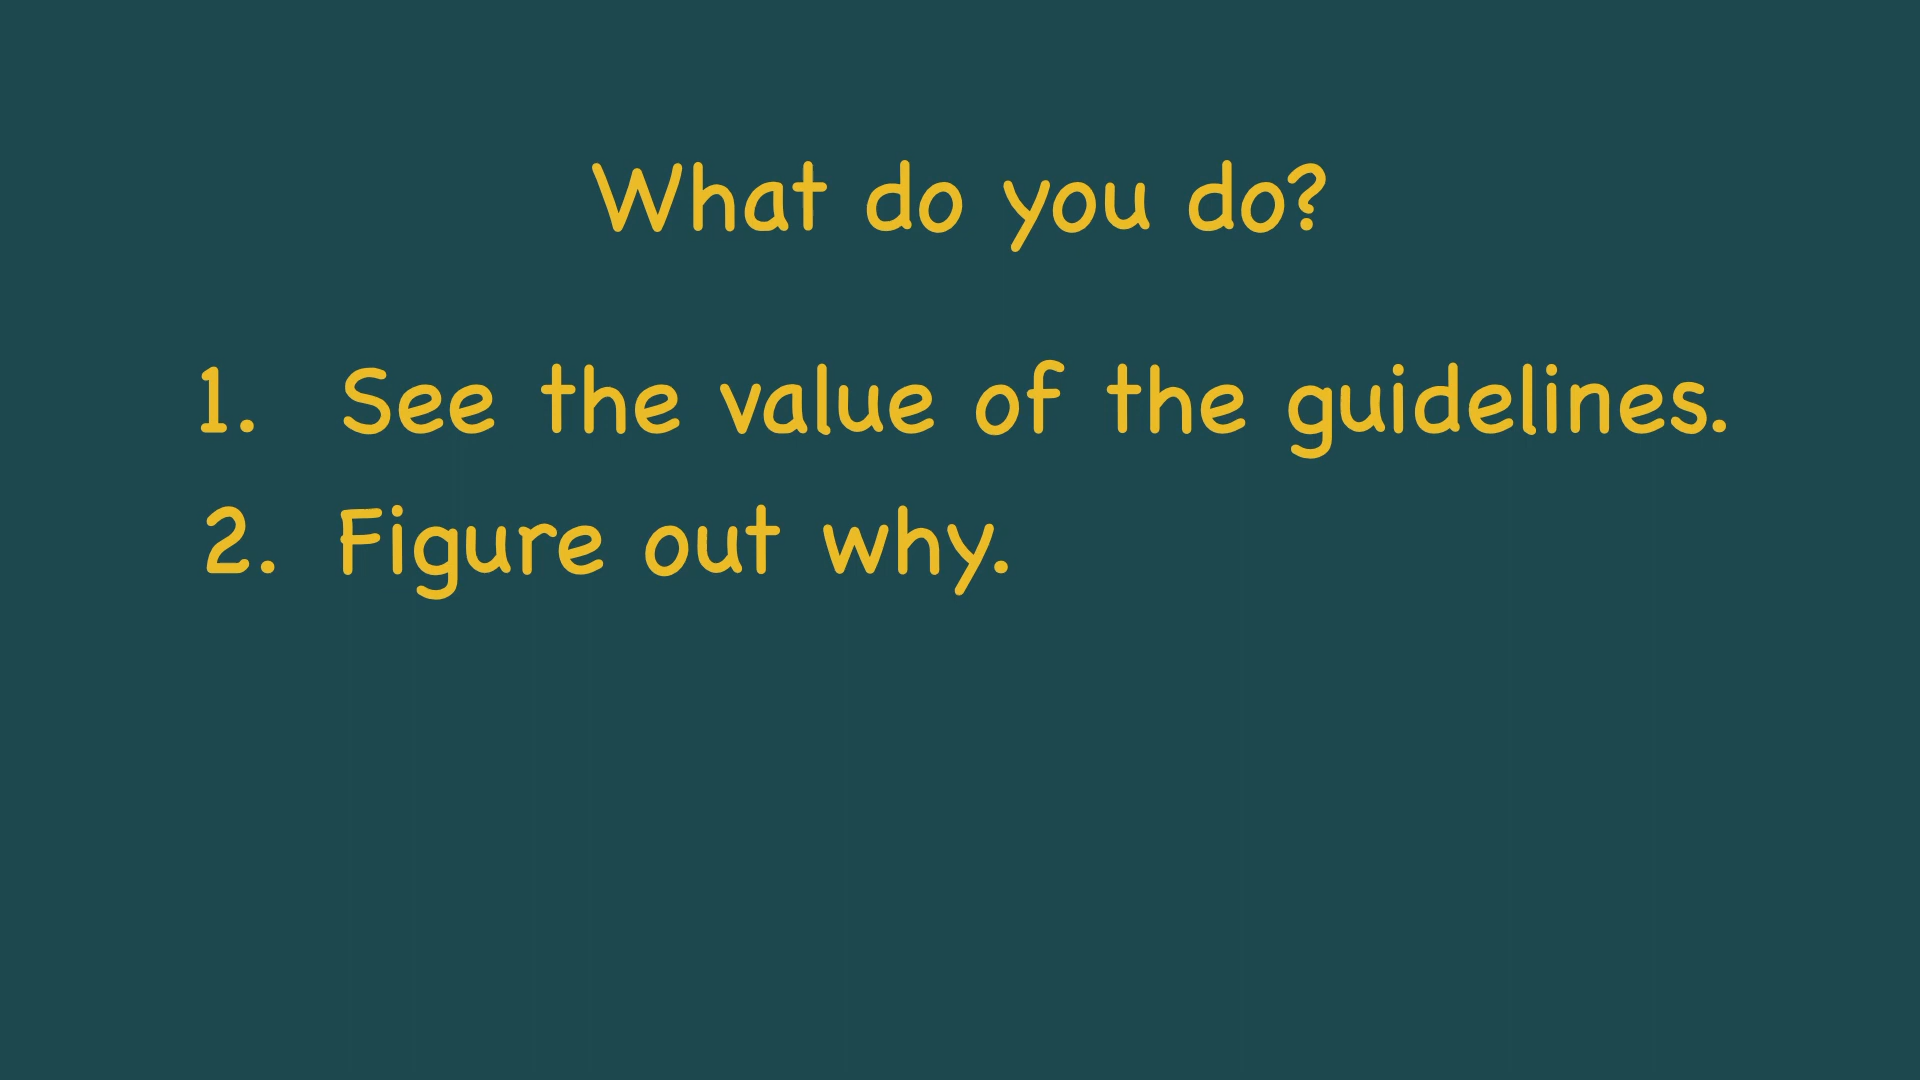 What do you do?
1. See the value of the guidelines.
2. Figure out why.